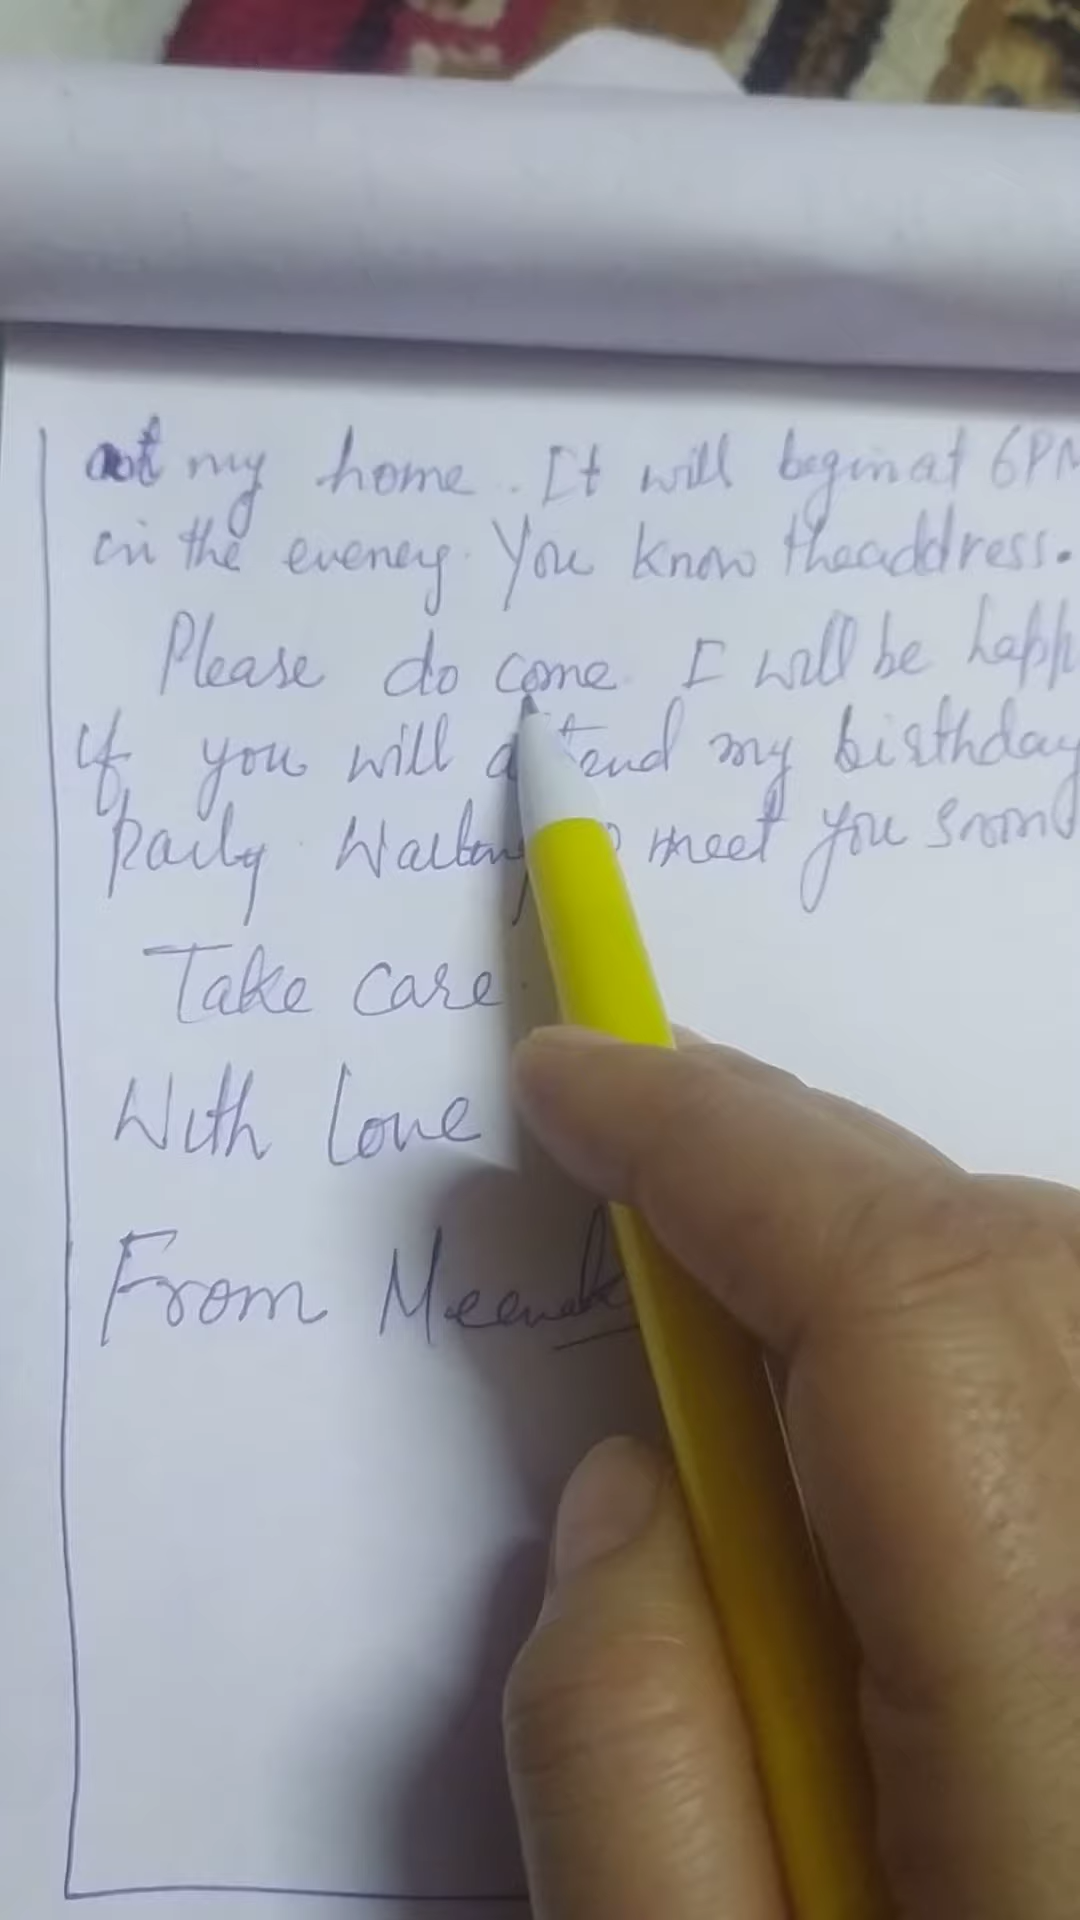 at my home. It will begin at 6PM
in the eveneng. You know the address.
Please do come. I will be happ
if you will attend my birthday
party. Waiting to meet you soon
Take care.
With love
From Meenak